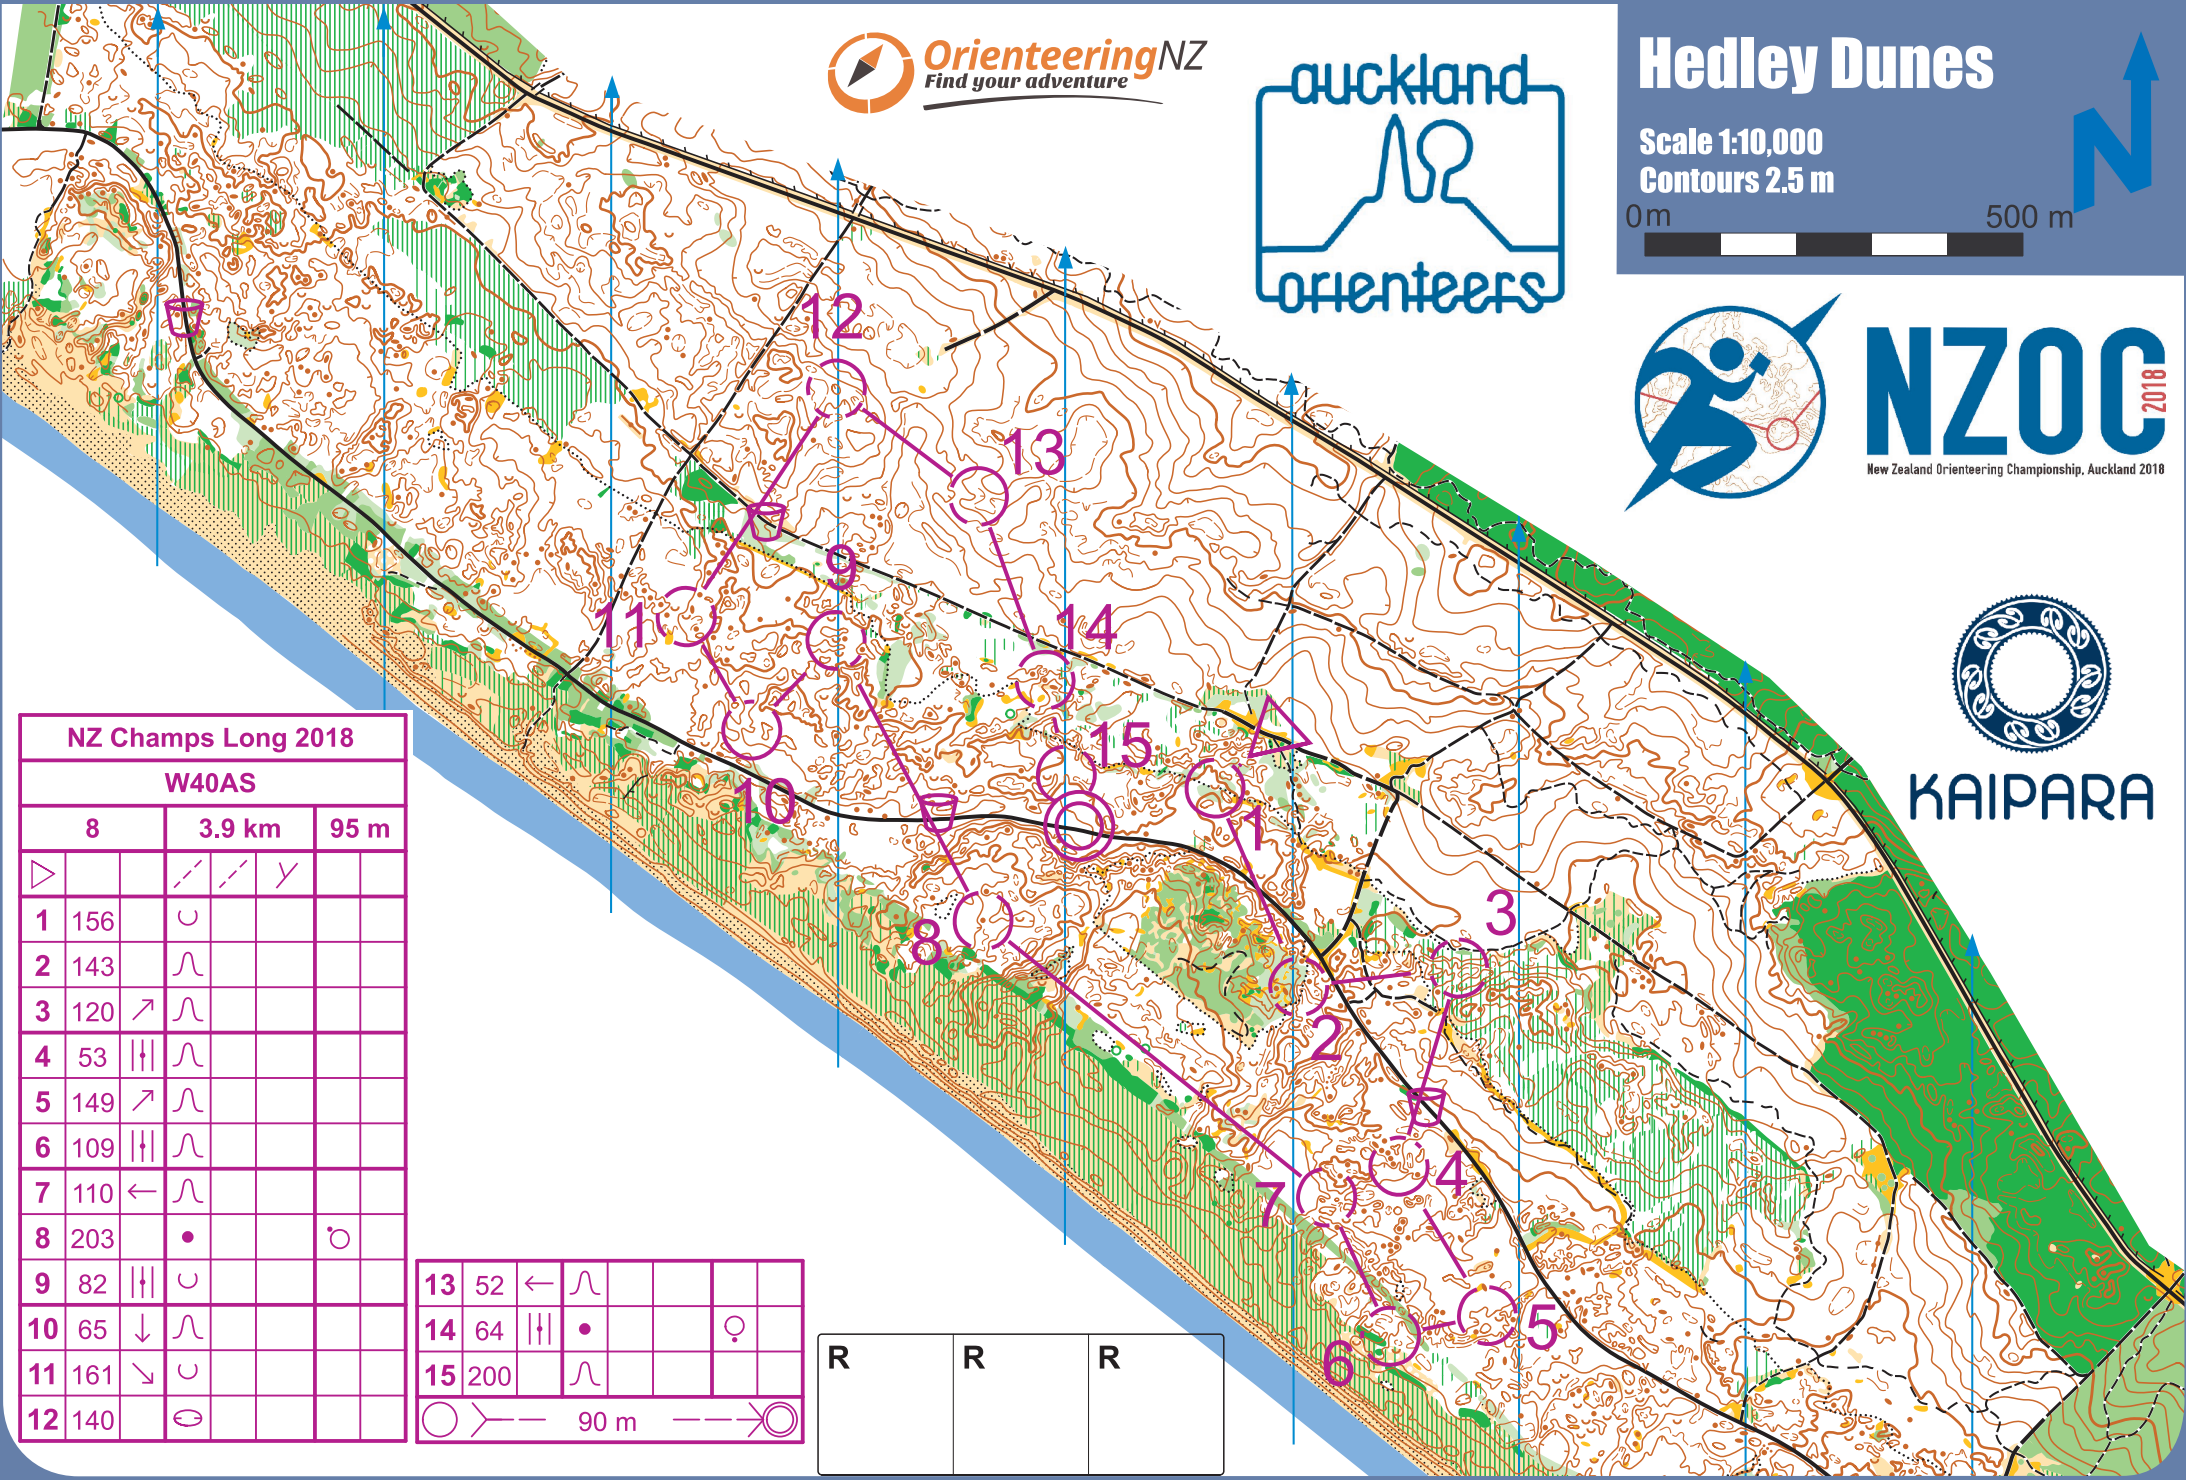 OrienteeringNZ
Find your adventure
auckland
orienteers
Hedley Dunes
Scale 1:10,000
Contours 2.5 m
0m 500 m
N
NZOC
2018
New Zealand Orienteering Championship, Auckland 2018
KAIPARA
12
13
9
11
14
15
10
1
8
3
2
4
7
5
6
NZ Champs Long 2018
W40AS
8 3.9 km 95 m
1 156
2 143
3 120
4 53
5 149
6 109
7 110
8 203
9 82
10 65
11 161
12 140
13 52
14 64
15 200
90 m
R R R